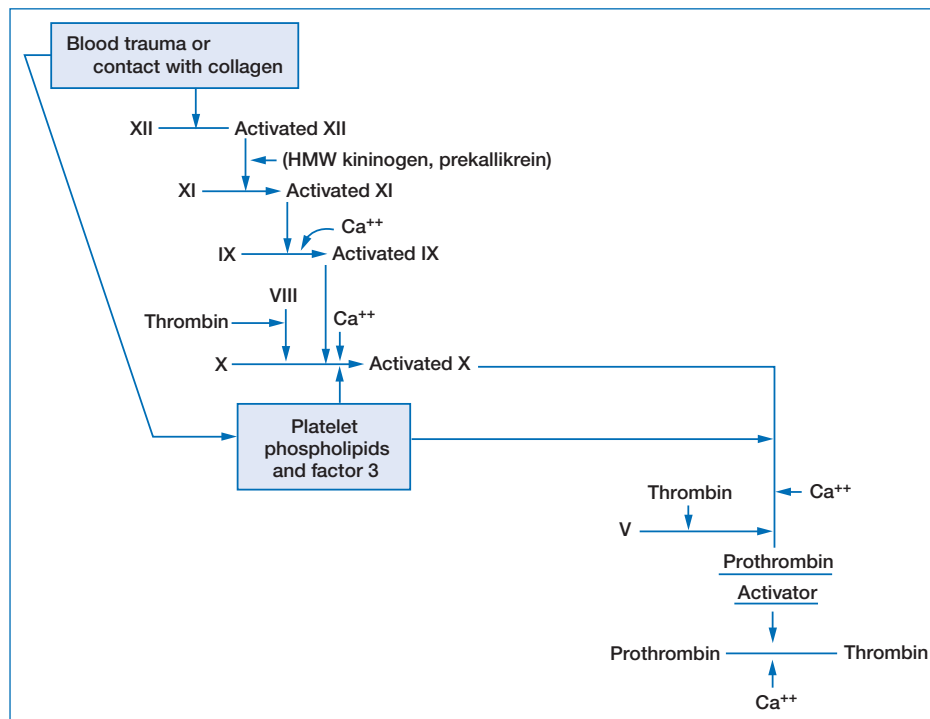 Blood trauma or
contact with collagen
XII
Activated XII
(HMW kininogen, prekallikrein)
XI
Activated XI
Ca++
IX
Activated IX
VIII
Thrombin
Ca++
X
Activated X
Platelet
phospholipids
and factor 3
Thrombin
Ca++
V
Prothrombin
Activator
Prothrombin
Thrombin
Ca++